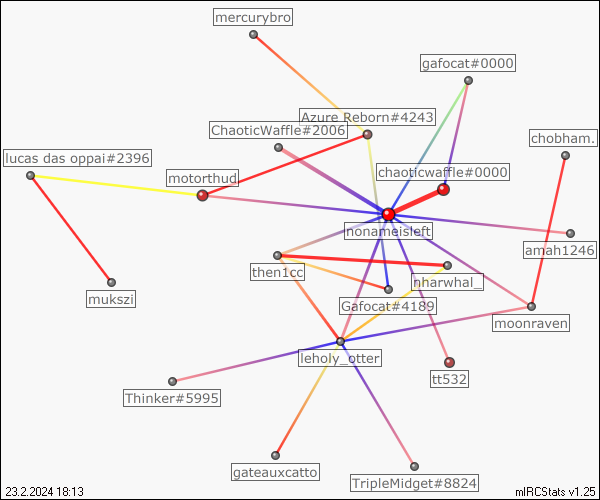 mercurybro
gafocat#0000
Azure Reborn#4243
ChaoticWaffle#2006
chobham.
lucas das oppai#2396
motorthud
chaoticwaffle#0000
nonameisleft
amah1246
then1cc
nharwhal_
mukszi
Gafocat#4189
moonraven
leholy_otter
tt532
Thinker#5995
gateauxcatto
TripleMidget#8824
23.2.2024 18:13
mIRCStats v1.25